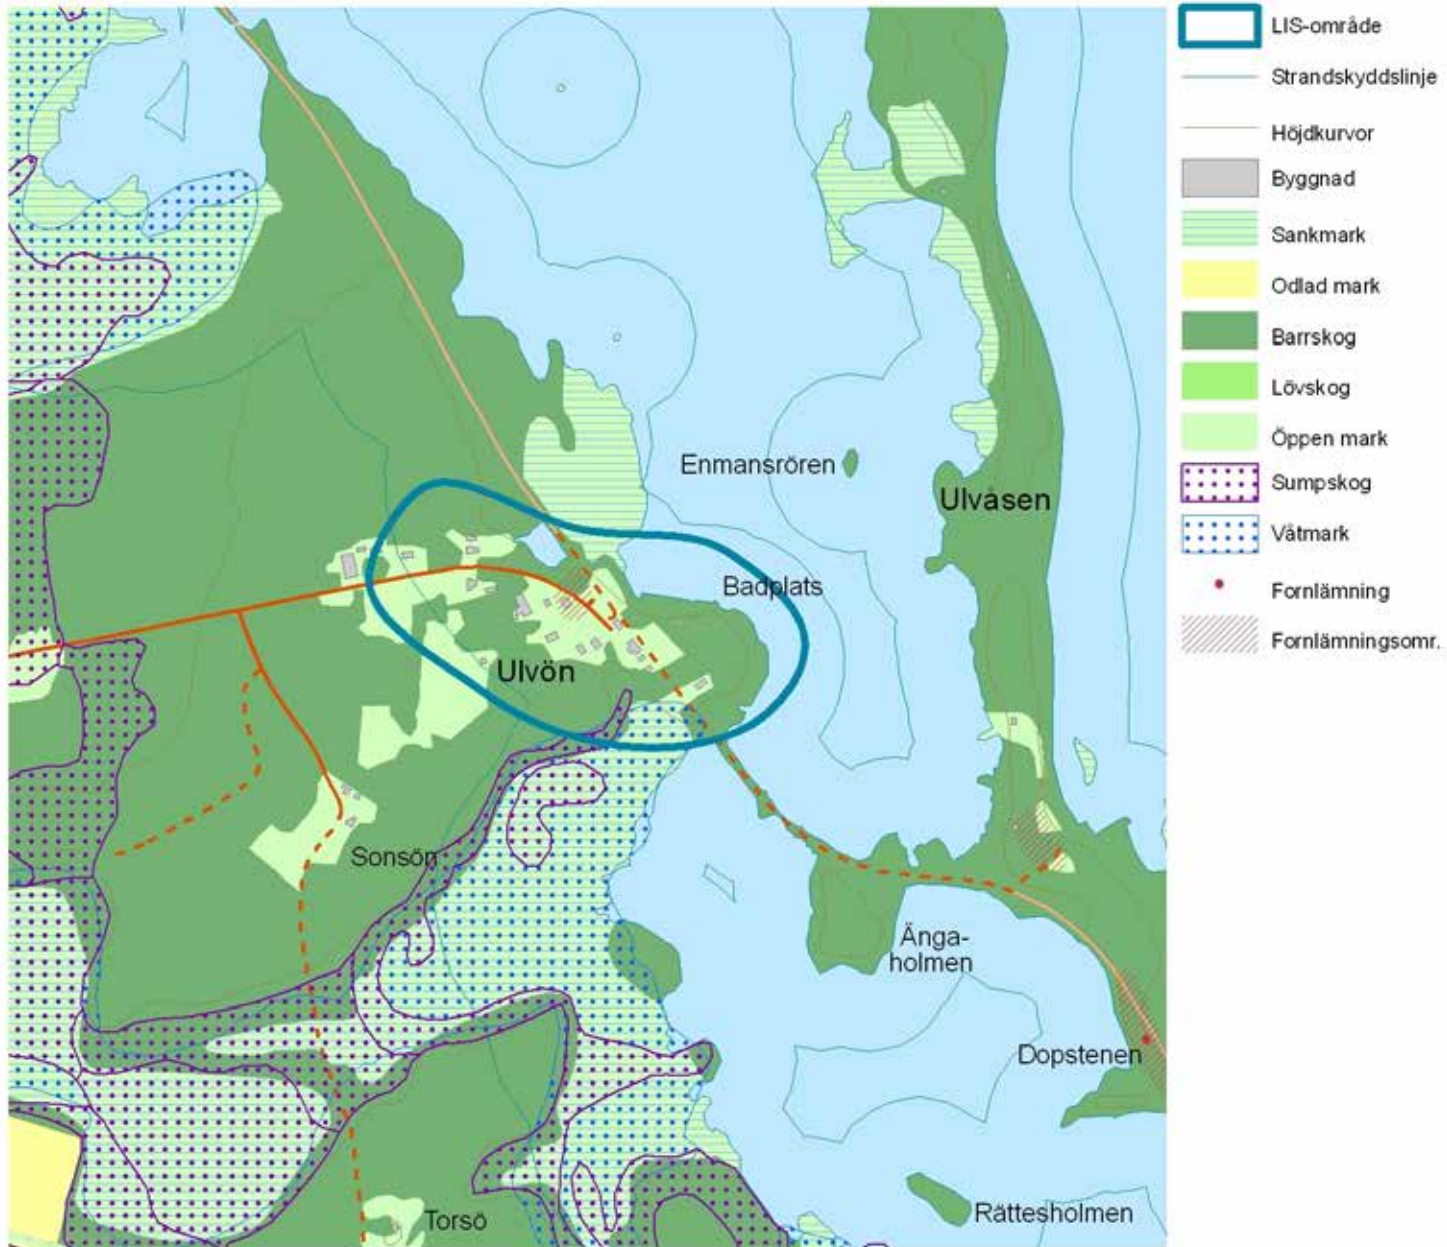 LIS-område
Strandskyddslinje
Höjdkurvor
Byggnad
Sankmark
Odlad mark
Barrskog
Lövskog
Öppen mark
Sumpskog
Våtmark
Fornlämning
Fornlämningsomr.
Enmansrören
Ulvåsen
Badplats
Ulvön
Sonsön
Änga-
holmen
Dopstenen
Rättesholmen
Torsö